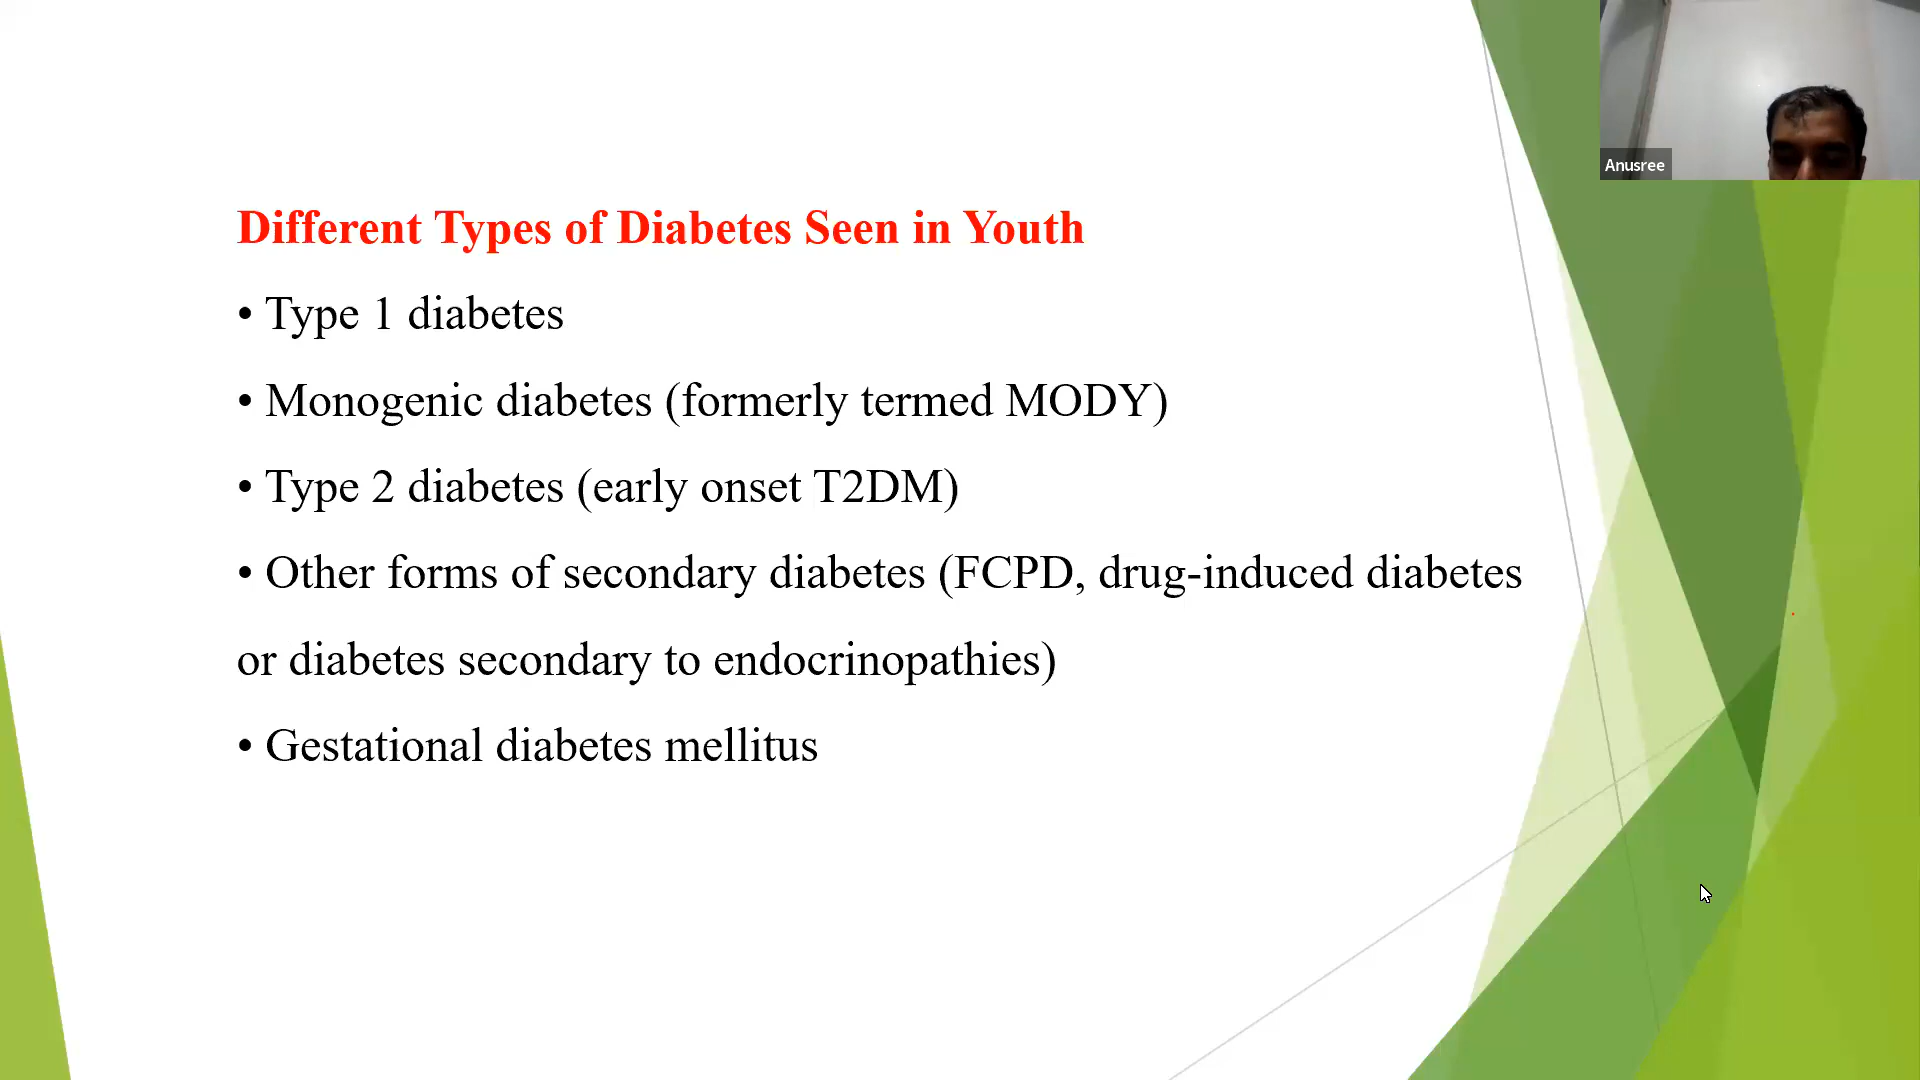 Anusree
Different Types of Diabetes Seen in Youth
• Type 1 diabetes
• Monogenic diabetes (formerly termed MODY)
• Type 2 diabetes (early onset T2DM)
• Other forms of secondary diabetes (FCPD, drug-induced diabetes
or diabetes secondary to endocrinopathies)
• Gestational diabetes mellitus